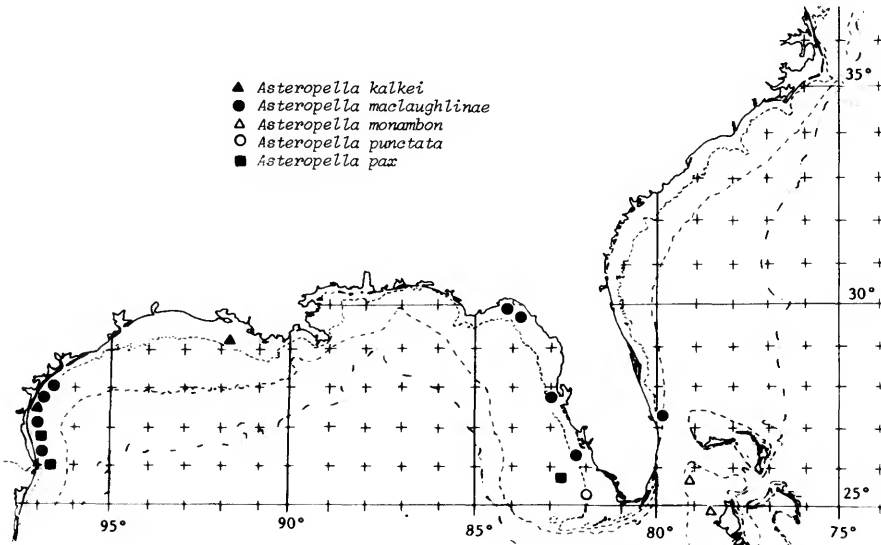 ▲ Asteropella kalkei
● Asteropella maclaughlinae
△ Asteropella monambon
○ Asteropella punctata
■ Asteropella pax
35°
30°
25°
95° 90° 85° 80° 75°